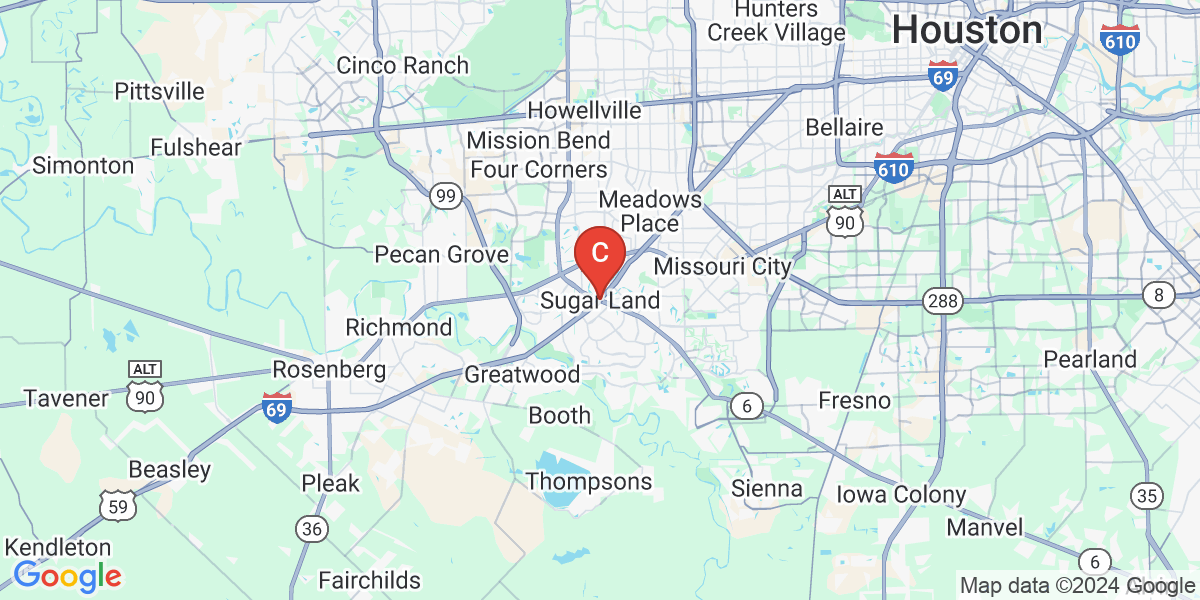 Hunters
Creek Village
Houston
610
69
Cinco Ranch
Pittsville
Howellville
Bellaire
Mission Bend
Fulshear
Simonton
Four Corners
610
99
Meadows
Place
ALT
90
Pecan Grove
C
Missouri City
Sugar Land
288
8
Richmond
Pearland
Rosenberg
ALT
90
Greatwood
Tavener
69
Booth
6
Fresno
Beasley
Pleak
Thompsons
Sienna
Iowa Colony
35
59
36
Manvel
Kendleton
6
Google
Fairchilds
Map data ©2024 Google